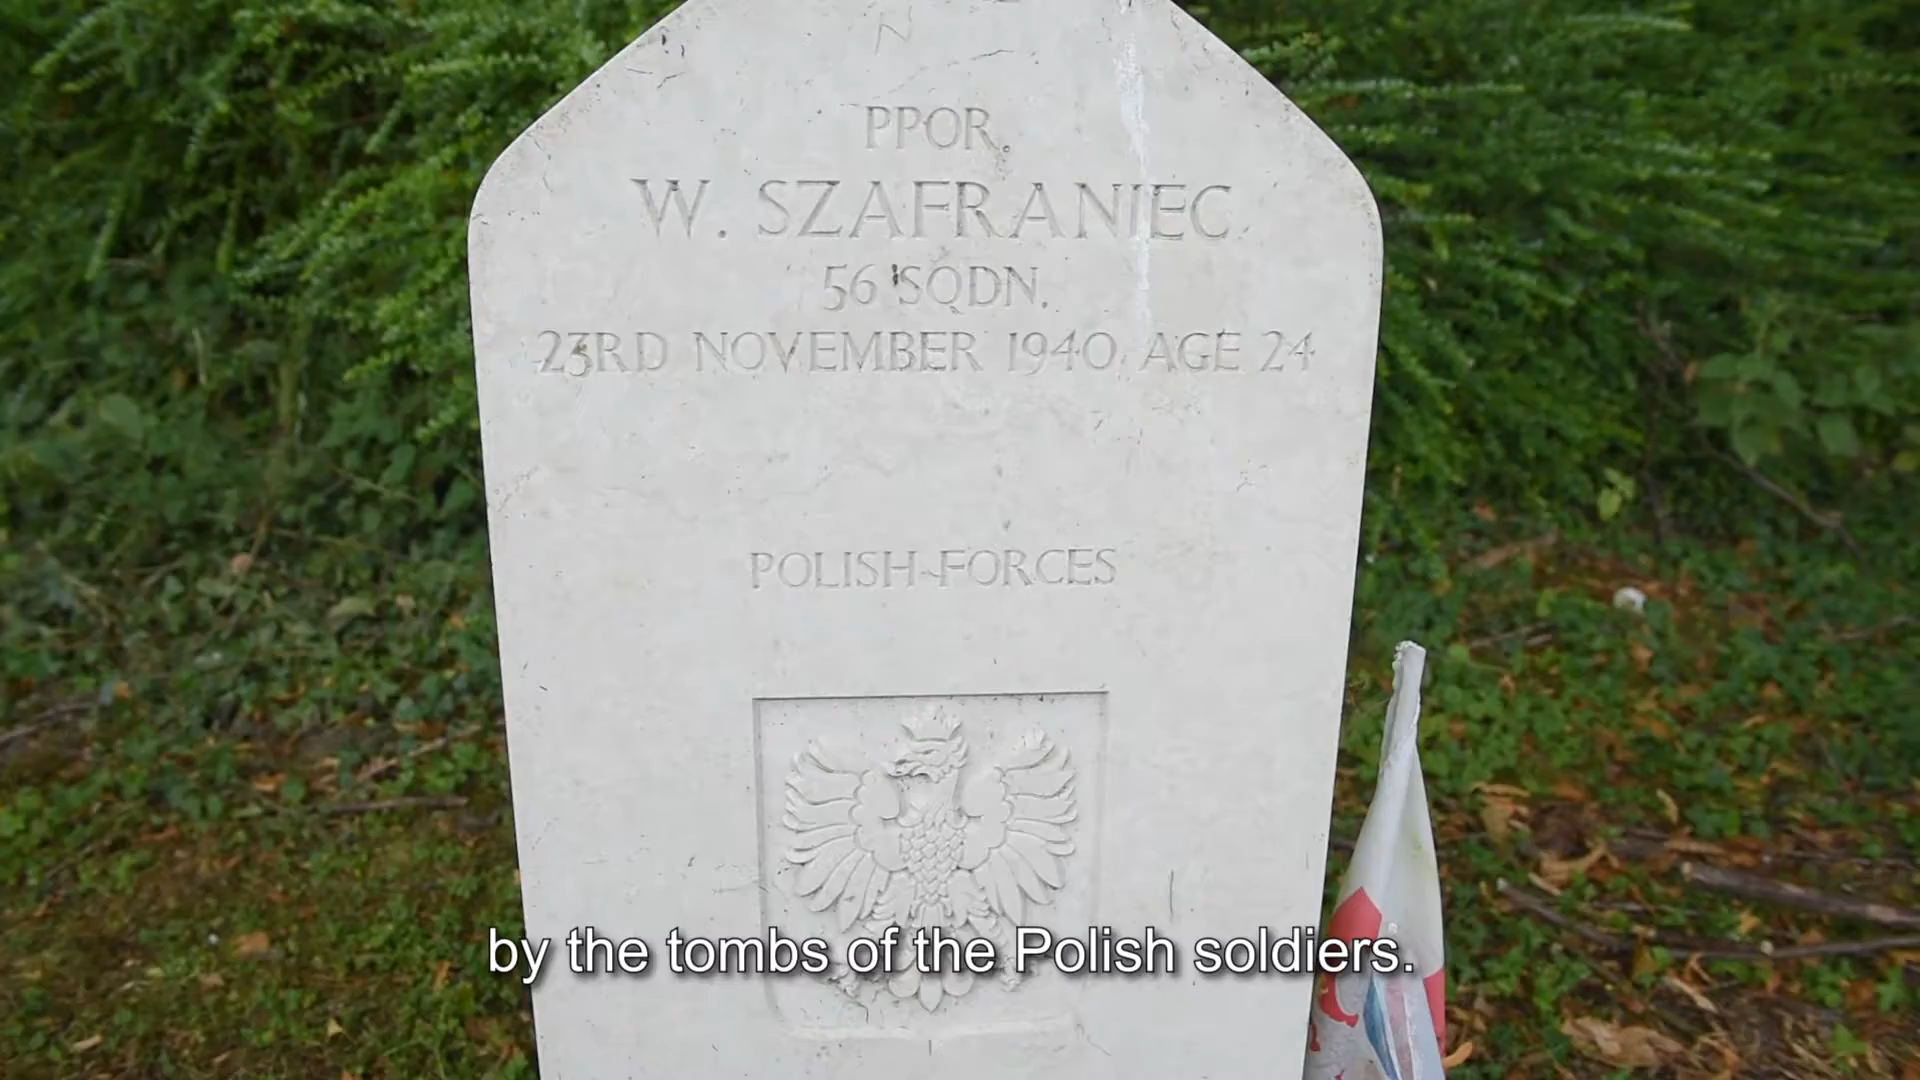 PPOR.
W. SZAFRANIEC
56 SQDN.
23RD NOVEMBER 1940 AGE 24
POLISH FORCES
by the tombs of the Polish soldiers.